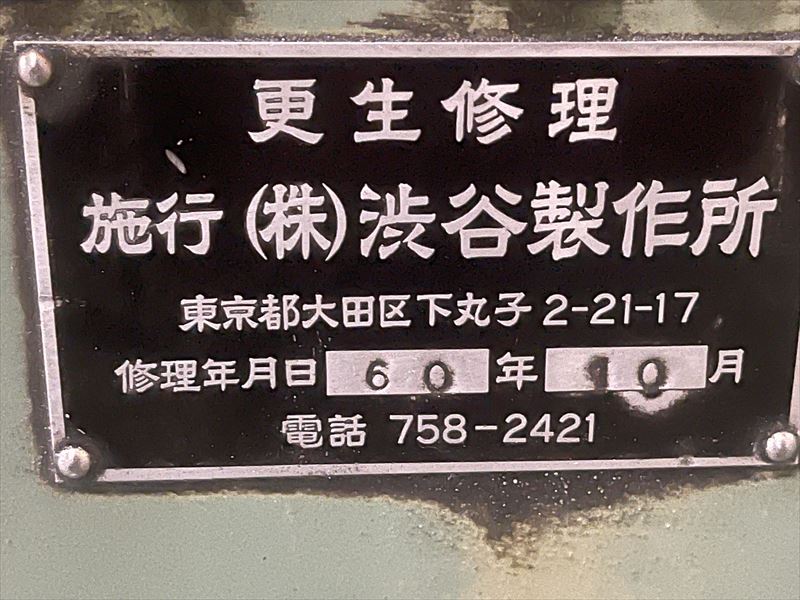 更生修理
施行 (株)渋谷製作所
東京都大田区下丸子 2-21-17
修理年月日 60 年 10 月
電話 758-2421